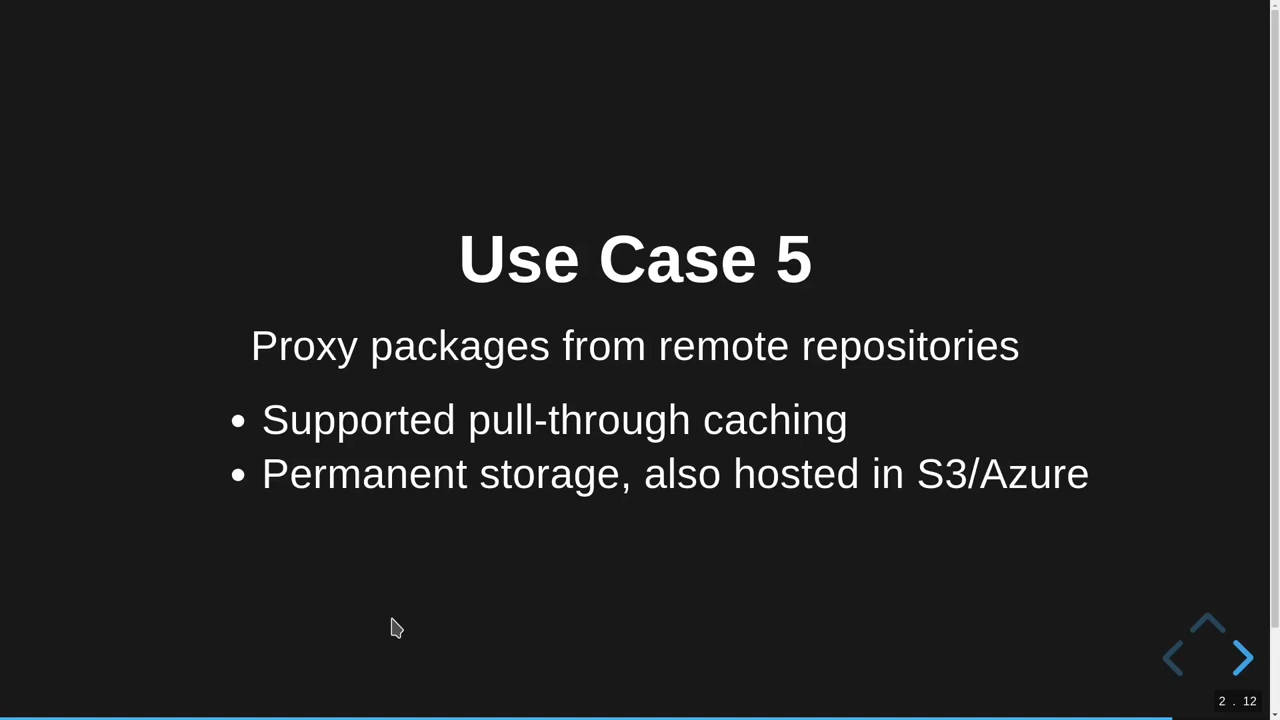 Use Case 5
Proxy packages from remote repositories
• Supported pull-through caching
• Permanent storage, also hosted in S3/Azure
2 . 12